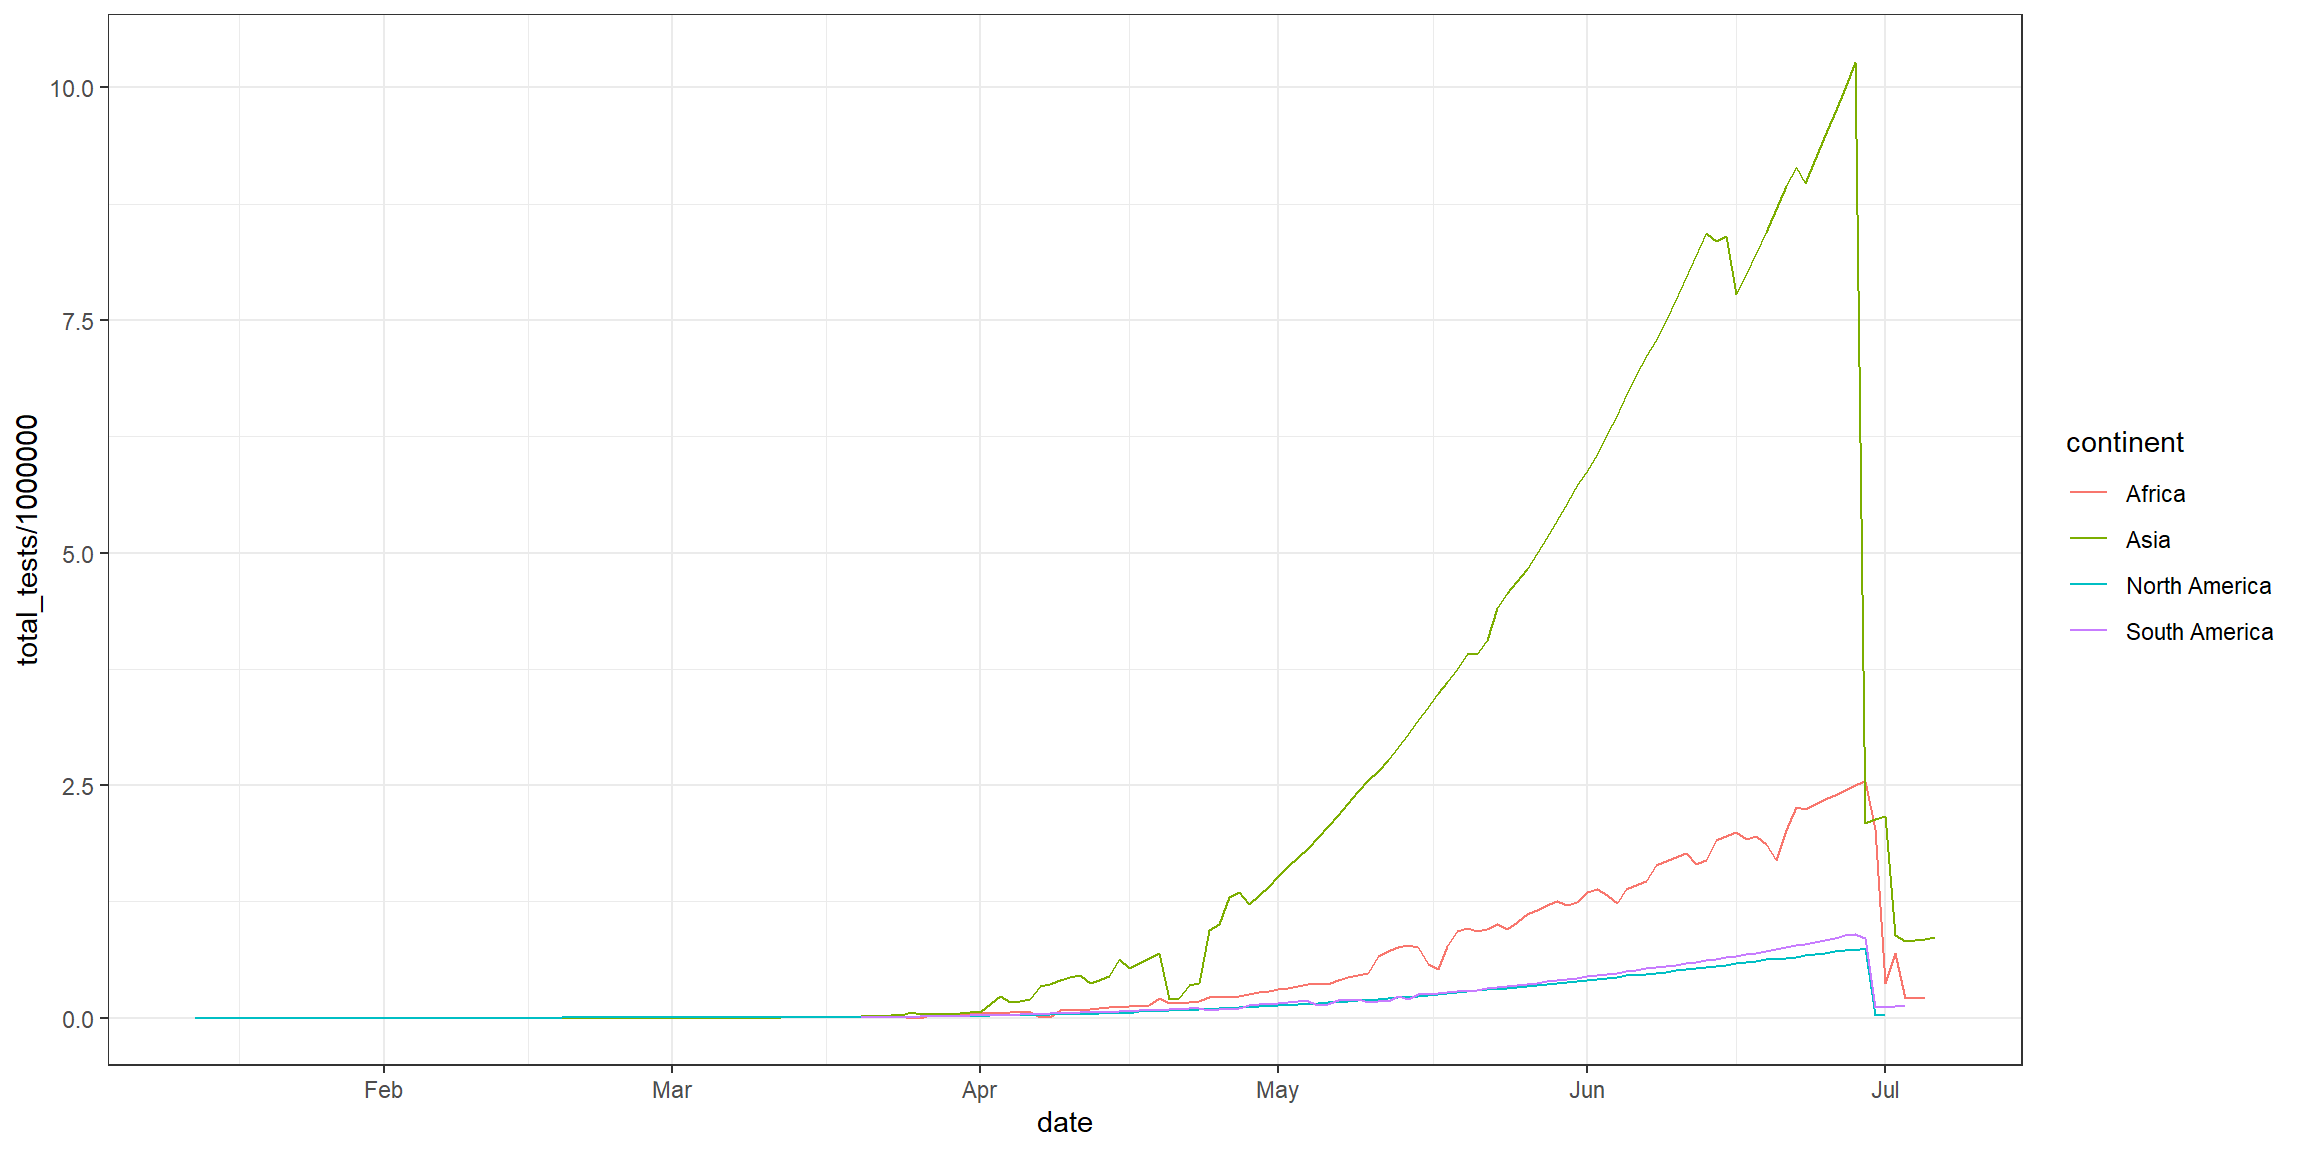 total_tests/1000000
10.0
7.5
5.0
2.5
0.0
Feb
Mar
Apr
May
Jun
Jul
date
continent
Africa
Asia
North America
South America